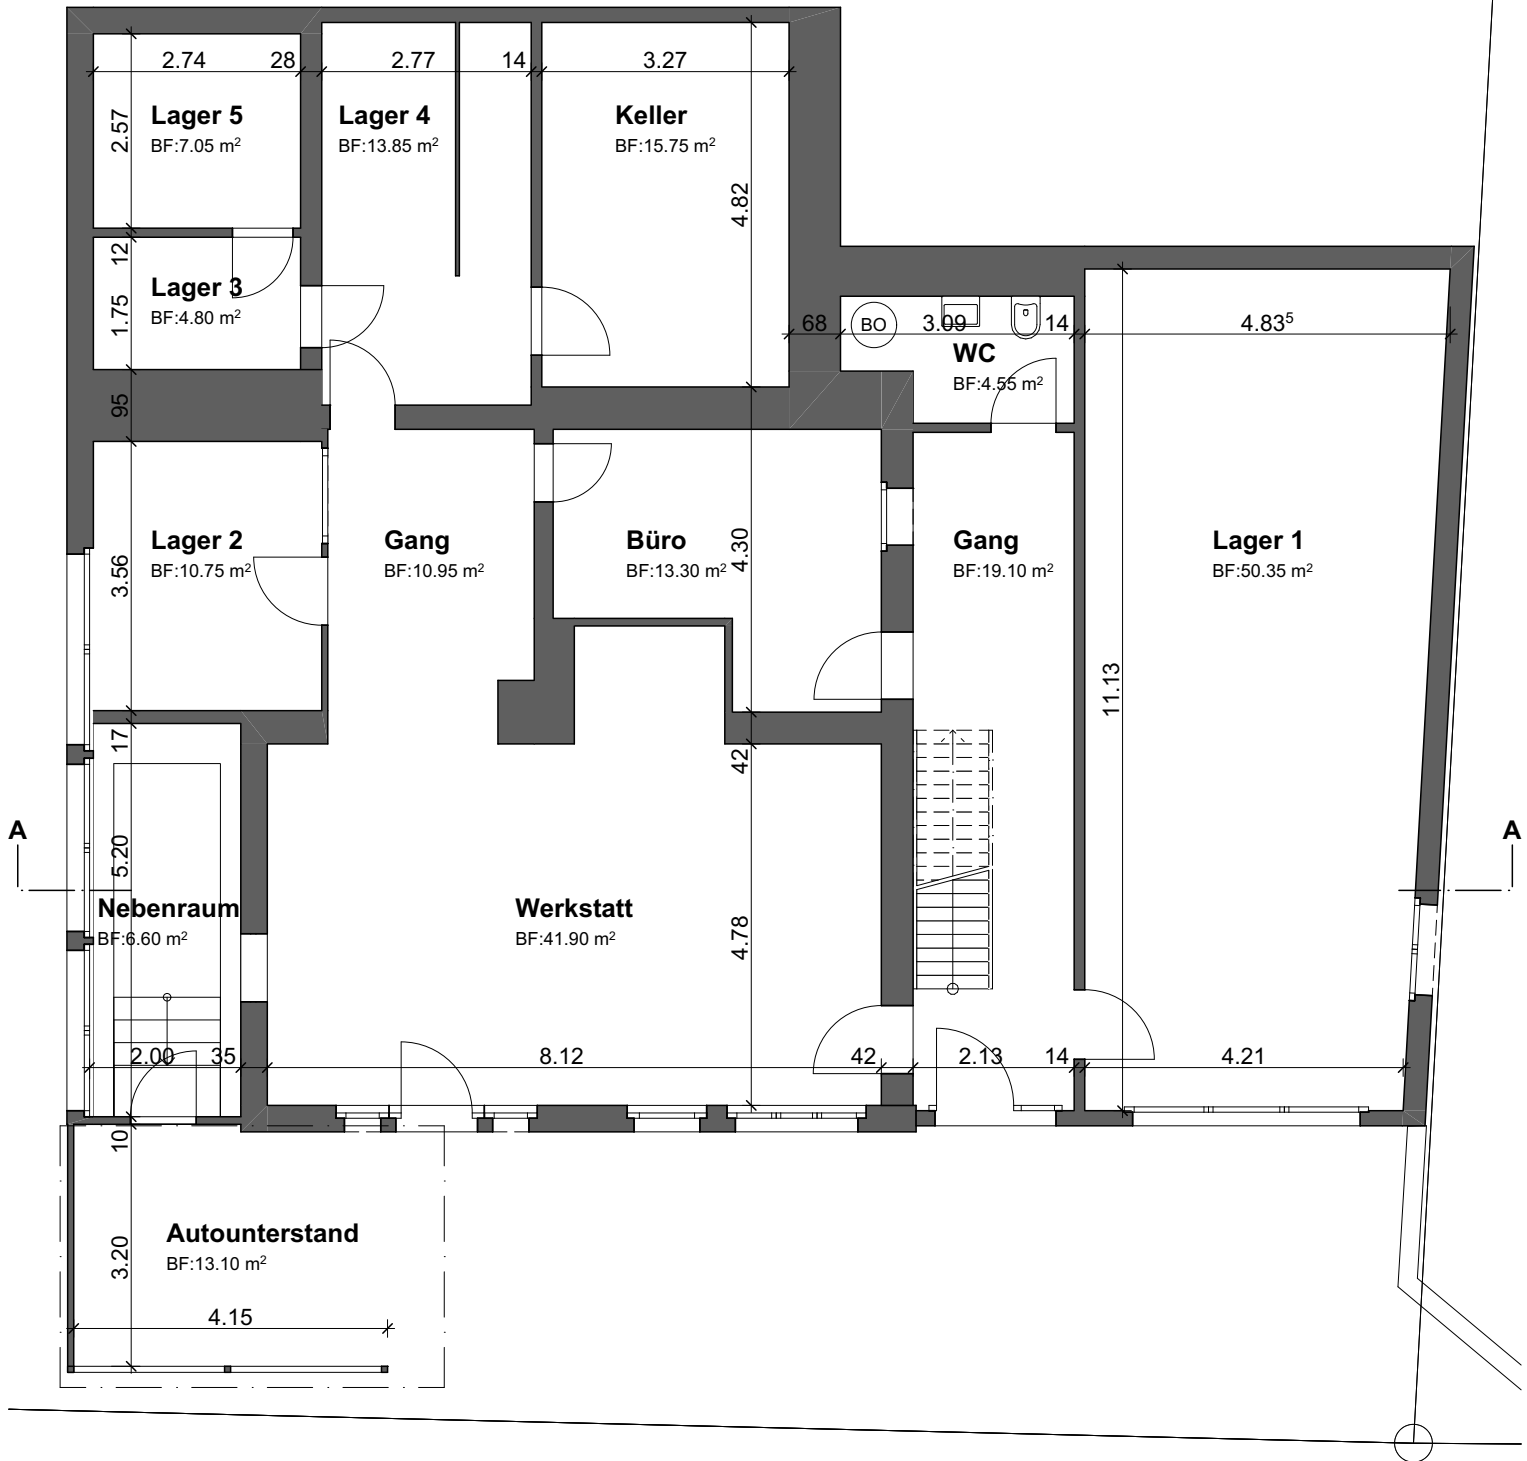 2.74
28
2.77
14
3.27
Lager 5
BF:7.05 m²
Lager 4
BF:13.85 m²
Keller
BF:15.75 m²
2.57
4.82
12
Lager 3
BF:4.80 m²
1.75
68
BO
3.09
14
4.83⁵
WC
BF:4.55 m²
95
Lager 2
BF:10.75 m²
Gang
BF:10.95 m²
Büro
BF:13.30 m²
Gang
BF:19.10 m²
Lager 1
BF:50.35 m²
3.56
4.30
11.13
17
42
A
A
5.20
Nebenraum
BF:6.60 m²
Werkstatt
BF:41.90 m²
4.78
2.00
35
8.12
42
2.13
14
4.21
10
Autounterstand
BF:13.10 m²
3.20
4.15